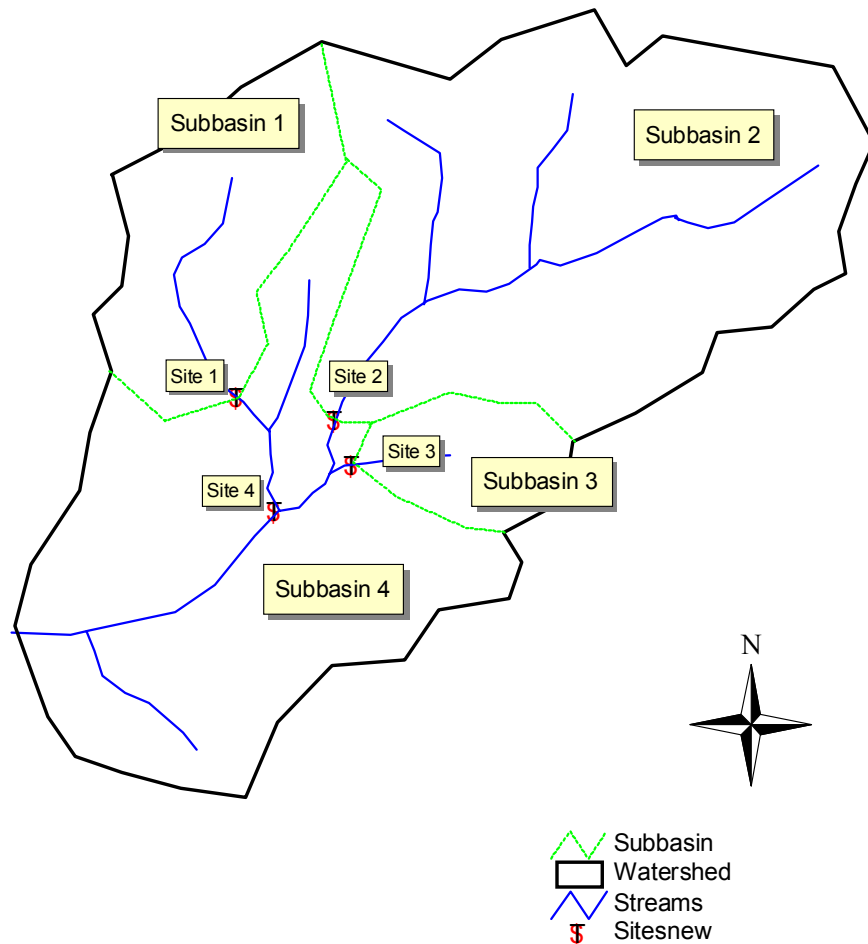 Subbasin 1
Subbasin 2
Site 1
Site 2
Site 3
Subbasin 3
Site 4
Subbasin 4
N
Subbasin
Watershed
Streams
Sitesnew